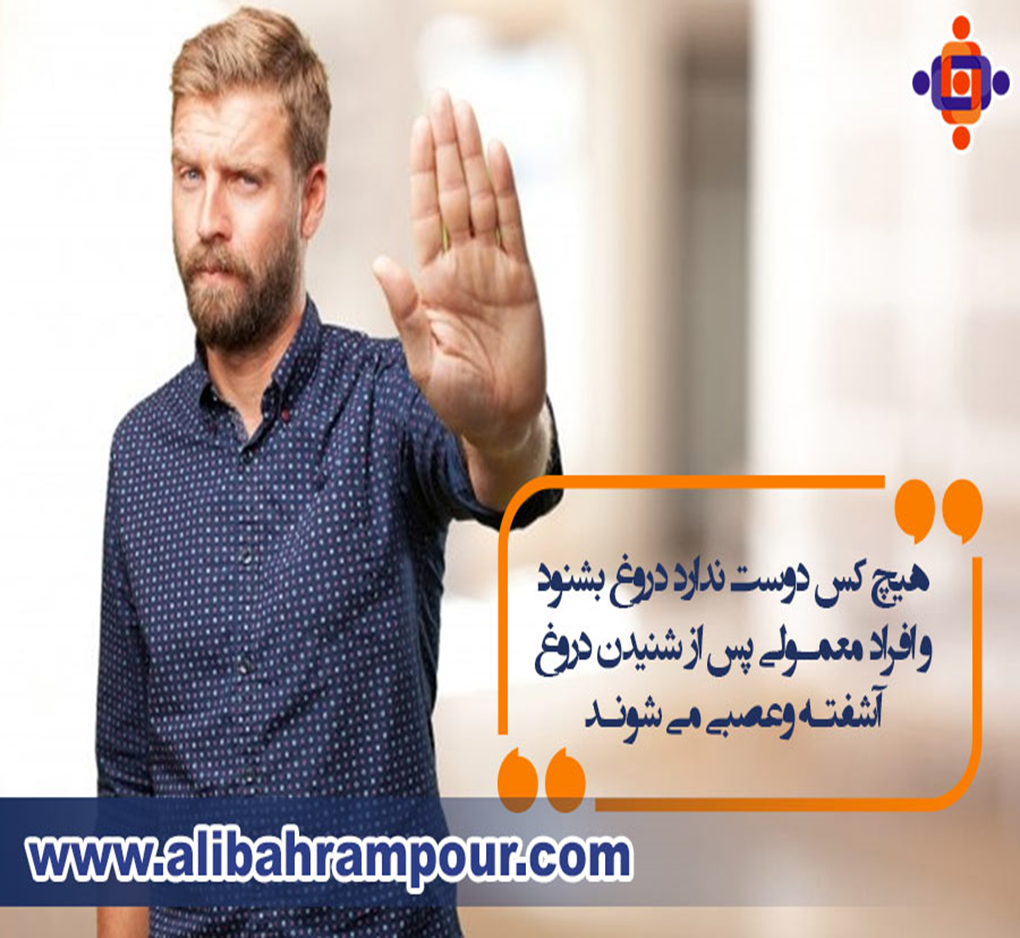 هیچ کس دوست ندارد دروغ بشنود
و افراد معمولی پس از شنیدن دروغ
آشفته و عصبی می شوند
www.alibahrampour.com